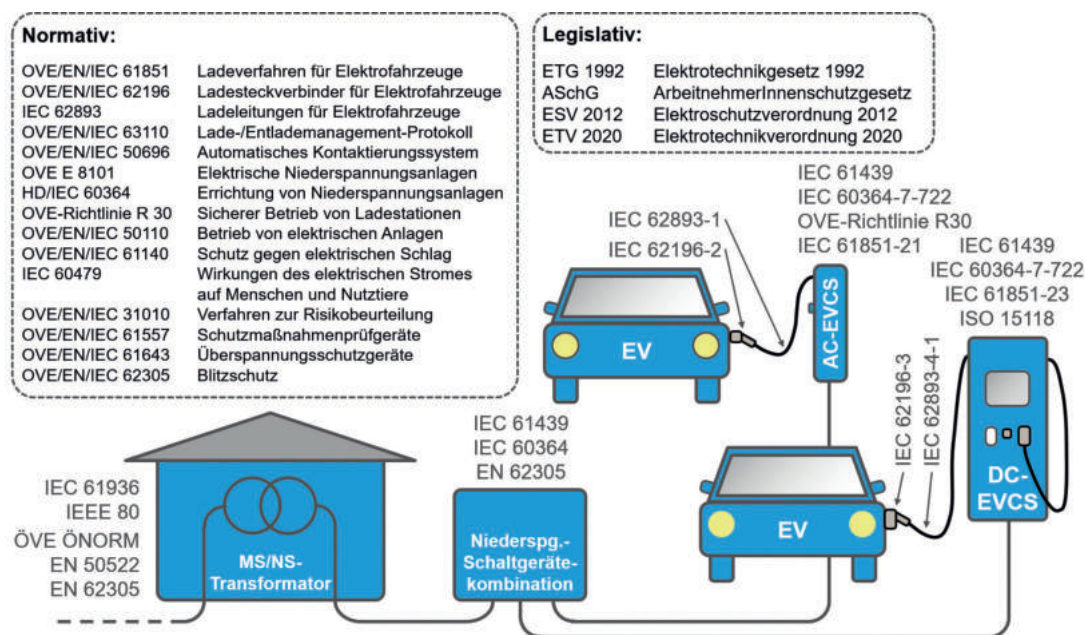 Normativ:
OVE/EN/IEC 61851 Ladeverfahren für Elektrofahrzeuge
OVE/EN/IEC 62196 Ladesteckverbinder für Elektrofahrzeuge
IEC 62893 Ladeleitungen für Elektrofahrzeuge
OVE/EN/IEC 63110 Lade-/Entlademanagement-Protokoll
OVE/EN/IEC 50696 Automatisches Kontaktierungssystem
OVE E 8101 Elektrische Niederspannungsanlagen
HD/IEC 60364 Errichtung von Niederspannungsanlagen
OVE-Richtlinie R 30 Sicherer Betrieb von Ladestationen
OVE/EN/IEC 50110 Betrieb von elektrischen Anlagen
OVE/EN/IEC 61140 Schutz gegen elektrischen Schlag
IEC 60479 Wirkungen des elektrischen Stromes
auf Menschen und Nutztiere
OVE/EN/IEC 31010 Verfahren zur Risikobeurteilung
OVE/EN/IEC 61557 Schutzmaßnahmenprüfgeräte
OVE/EN/IEC 61643 Überspannungsschutzgeräte
OVE/EN/IEC 62305 Blitzschutz
Legislativ:
ETG 1992 Elektrotechnikgesetz 1992
ASchG ArbeitnehmerInnenschutzgesetz
ESV 2012 Elektroschutzverordnung 2012
ETV 2020 Elektrotechnikverordnung 2020
IEC 61439
IEC 60364-7-722
OVE-Richtlinie R30
IEC 61851-21
IEC 62893-1
IEC 62196-2
IEC 61439
IEC 60364-7-722
IEC 61851-23
ISO 15118
EV
AC-EVCS
IEC 62196-3
IEC 62893-4-1
DC-
EVCS
EV
IEC 61439
IEC 60364
EN 62305
Niederspg.-
Schaltgeräte-
kombination
IEC 61936
IEEE 80
ÖVE ÖNORM
EN 50522
EN 62305
MS/NS-
Transformator